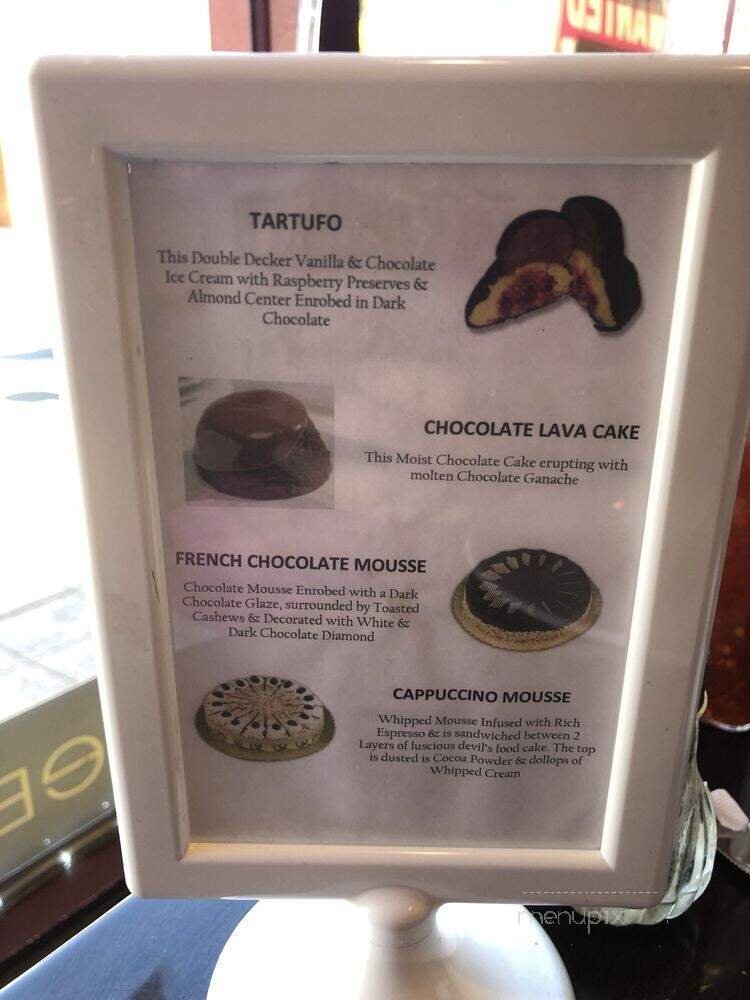 WANTED
TARTUFO
This Double Decker Vanilla & Chocolate
Ice Cream with Raspberry Preserves &
Almond Center Enrobed in Dark
Chocolate
CHOCOLATE LAVA CAKE
This Moist Chocolate Cake erupting with
molten Chocolate Ganache
FRENCH CHOCOLATE MOUSSE
Chocolate Mousse Enrobed with a Dark
Chocolate Glaze, surrounded by Toasted
Cashews & Decorated with White &
Dark Chocolate Diamond
CAPPUCCINO MOUSSE
Whipped Mousse Infused with Rich
Espresso & is sandwiched between 2
Layers of luscious devil's food cake. The top
is dusted is Cocoa Powder & dollops of
Whipped Cream
menupix